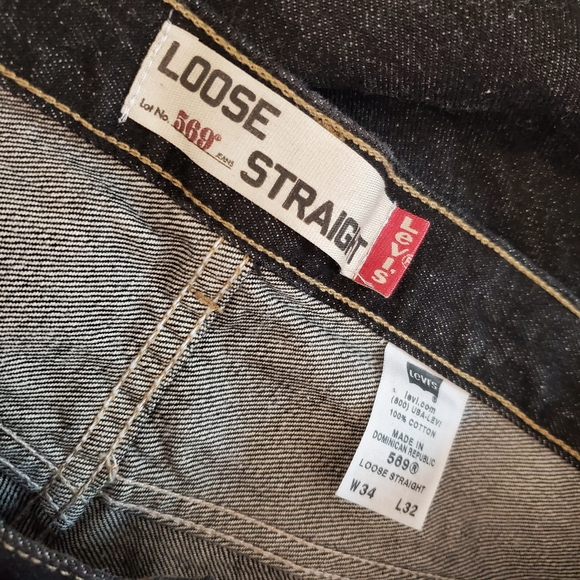 LOOSE
Lot No. 569® JEANS
STRAIGHT
Levi's®
LEVI'S
levi.com
(800) USA-LEVI
100% COTTON
MADE IN
DOMINICAN REPUBLIC
569®
LOOSE STRAIGHT
W34 L32